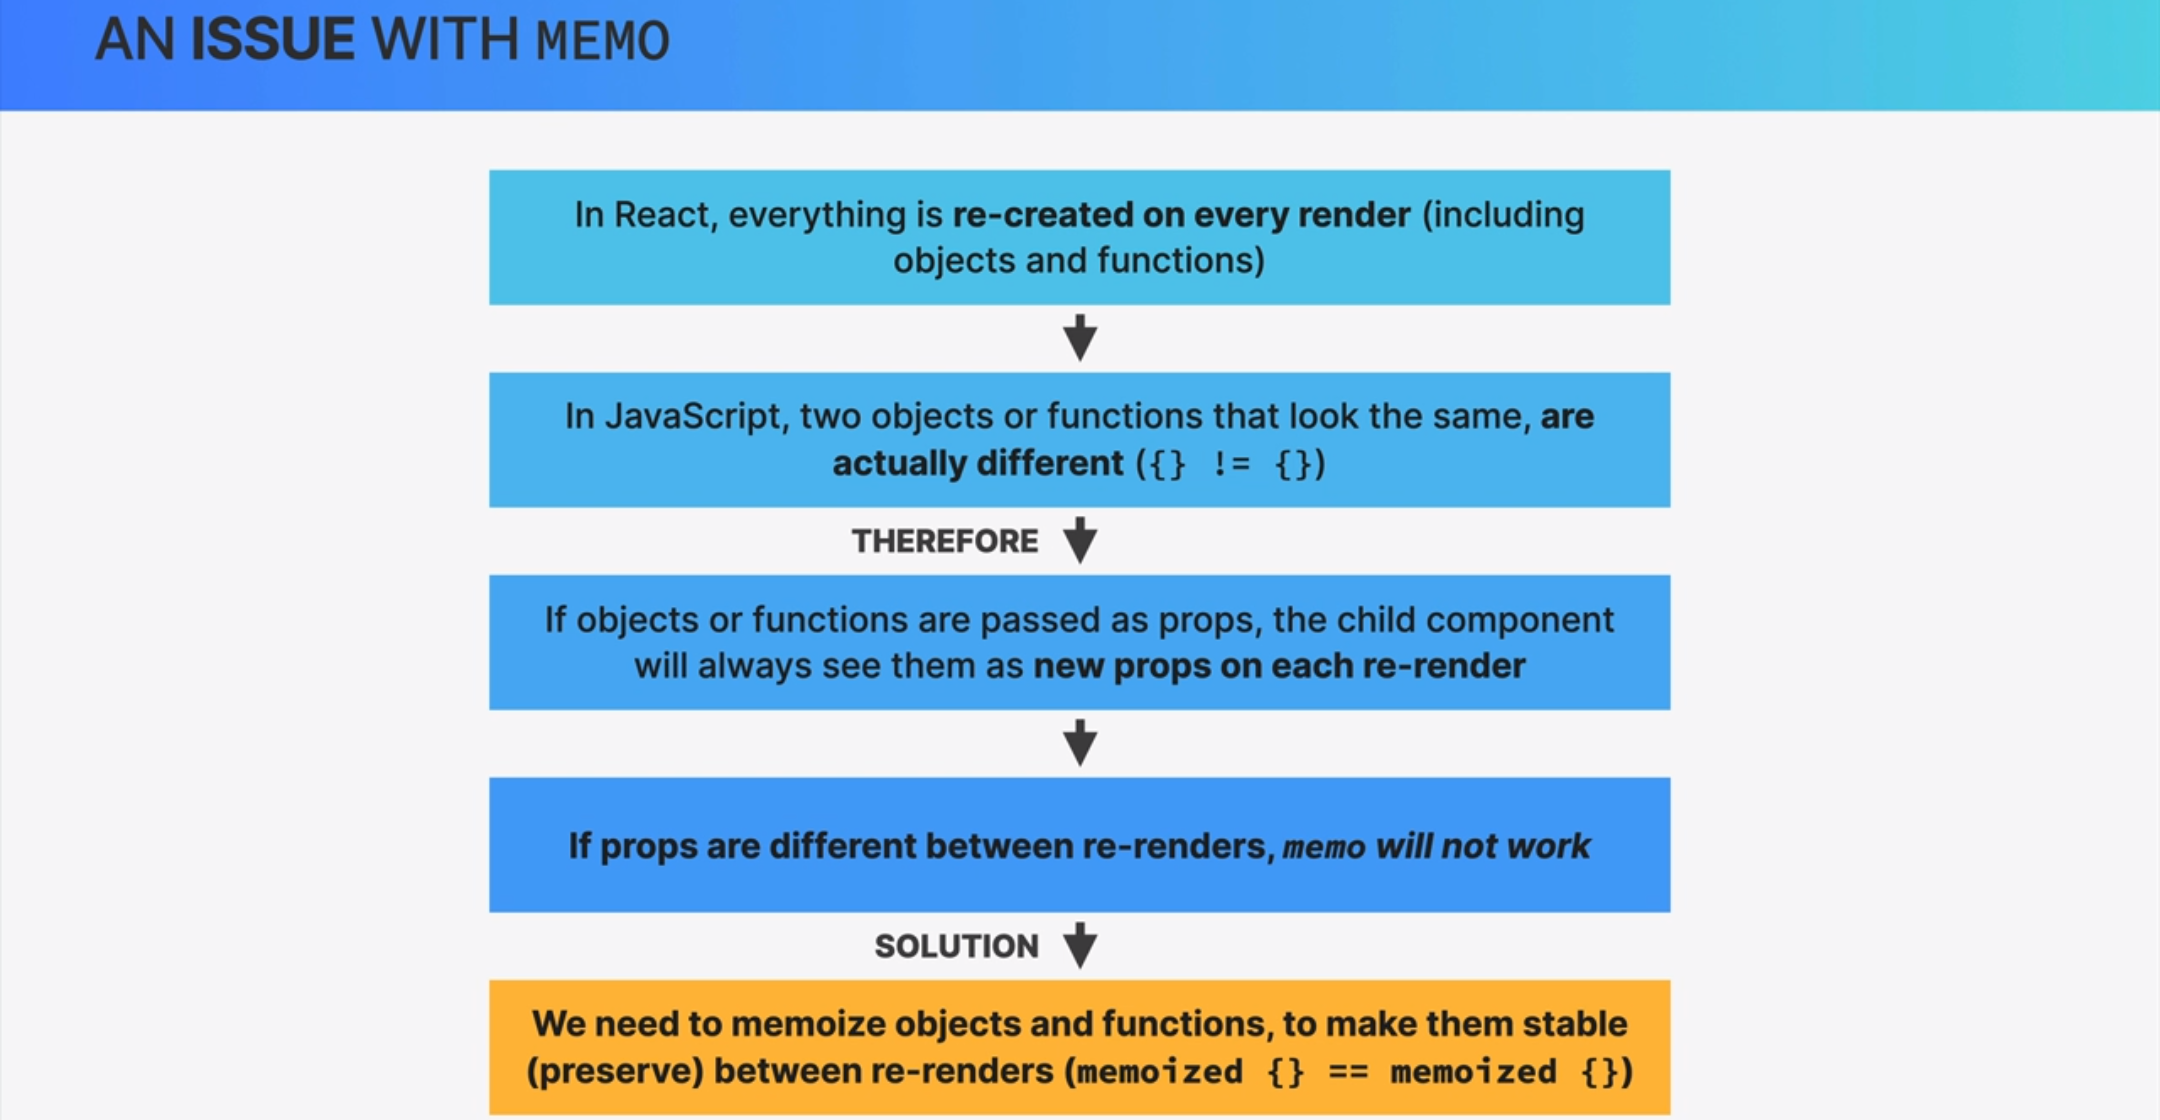 AN ISSUE WITH MEMO
In React, everything is re-created on every render (including
objects and functions)
In JavaScript, two objects or functions that look the same, are
actually different ({} != {})
THEREFORE
If objects or functions are passed as props, the child component
will always see them as new props on each re-render
If props are different between re-renders, memo will not work
SOLUTION
We need to memoize objects and functions, to make them stable
(preserve) between re-renders (memoized {} == memoized {})